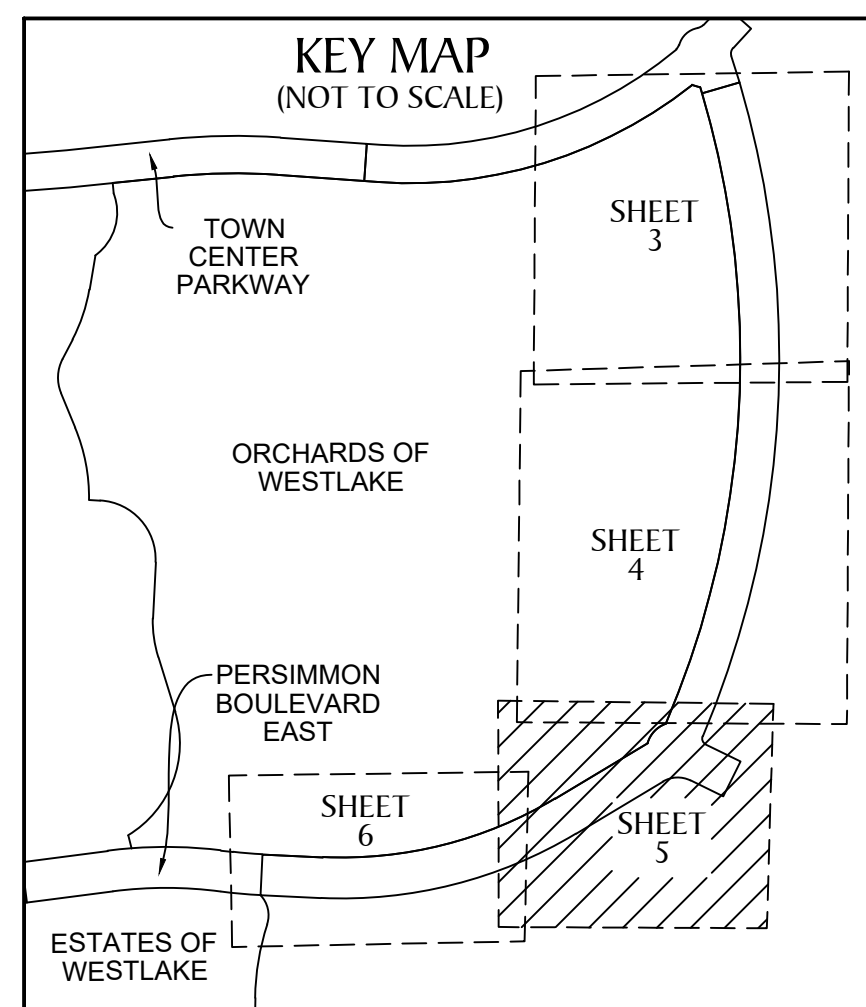 KEY MAP
(NOT TO SCALE)
SHEET
3
TOWN
CENTER
PARKWAY
ORCHARDS OF
WESTLAKE
SHEET
4
PERSIMMON
BOULEVARD
EAST
SHEET
6
SHEET
5
ESTATES OF
WESTLAKE